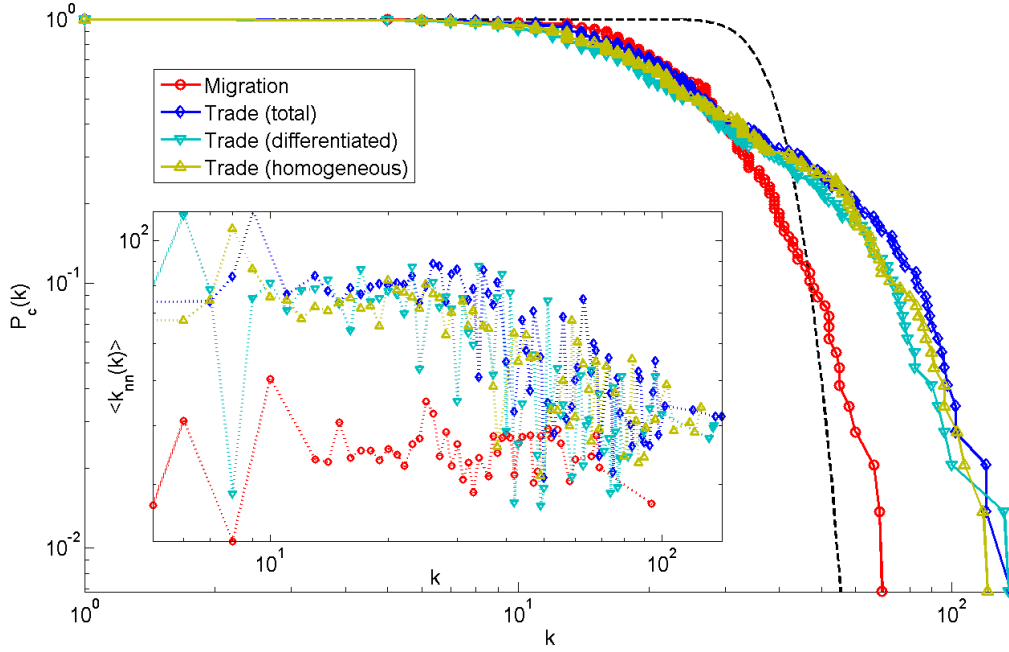 10^0
Migration
Trade (total)
Trade (differentiated)
Trade (homogeneous)
10^2
10^-1
P_c(k)
<k_nn(k)>
10^-2
10^1
10^2
k
10^0
10^1
10^2
k